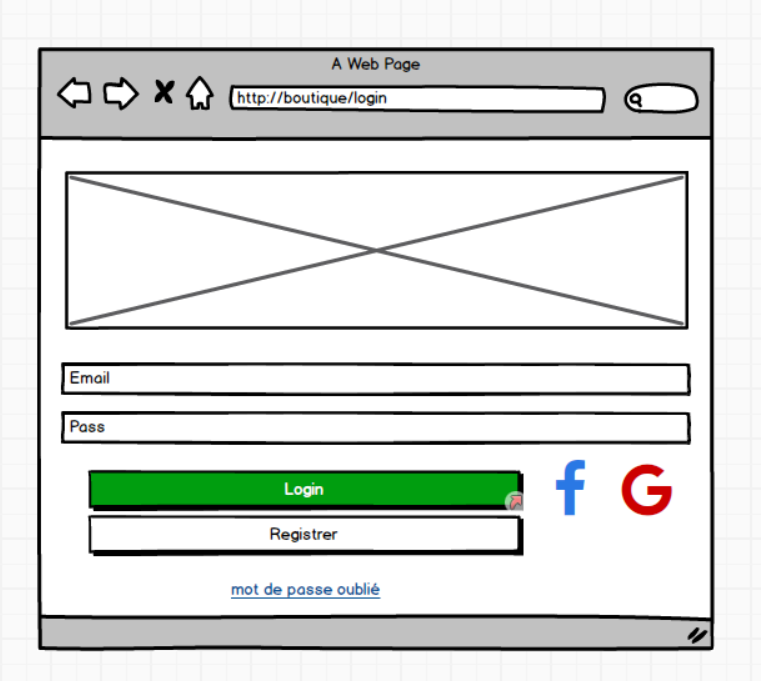 A Web Page
http://boutique/login
Email
Pass
Login
Registrer
mot de passe oublié